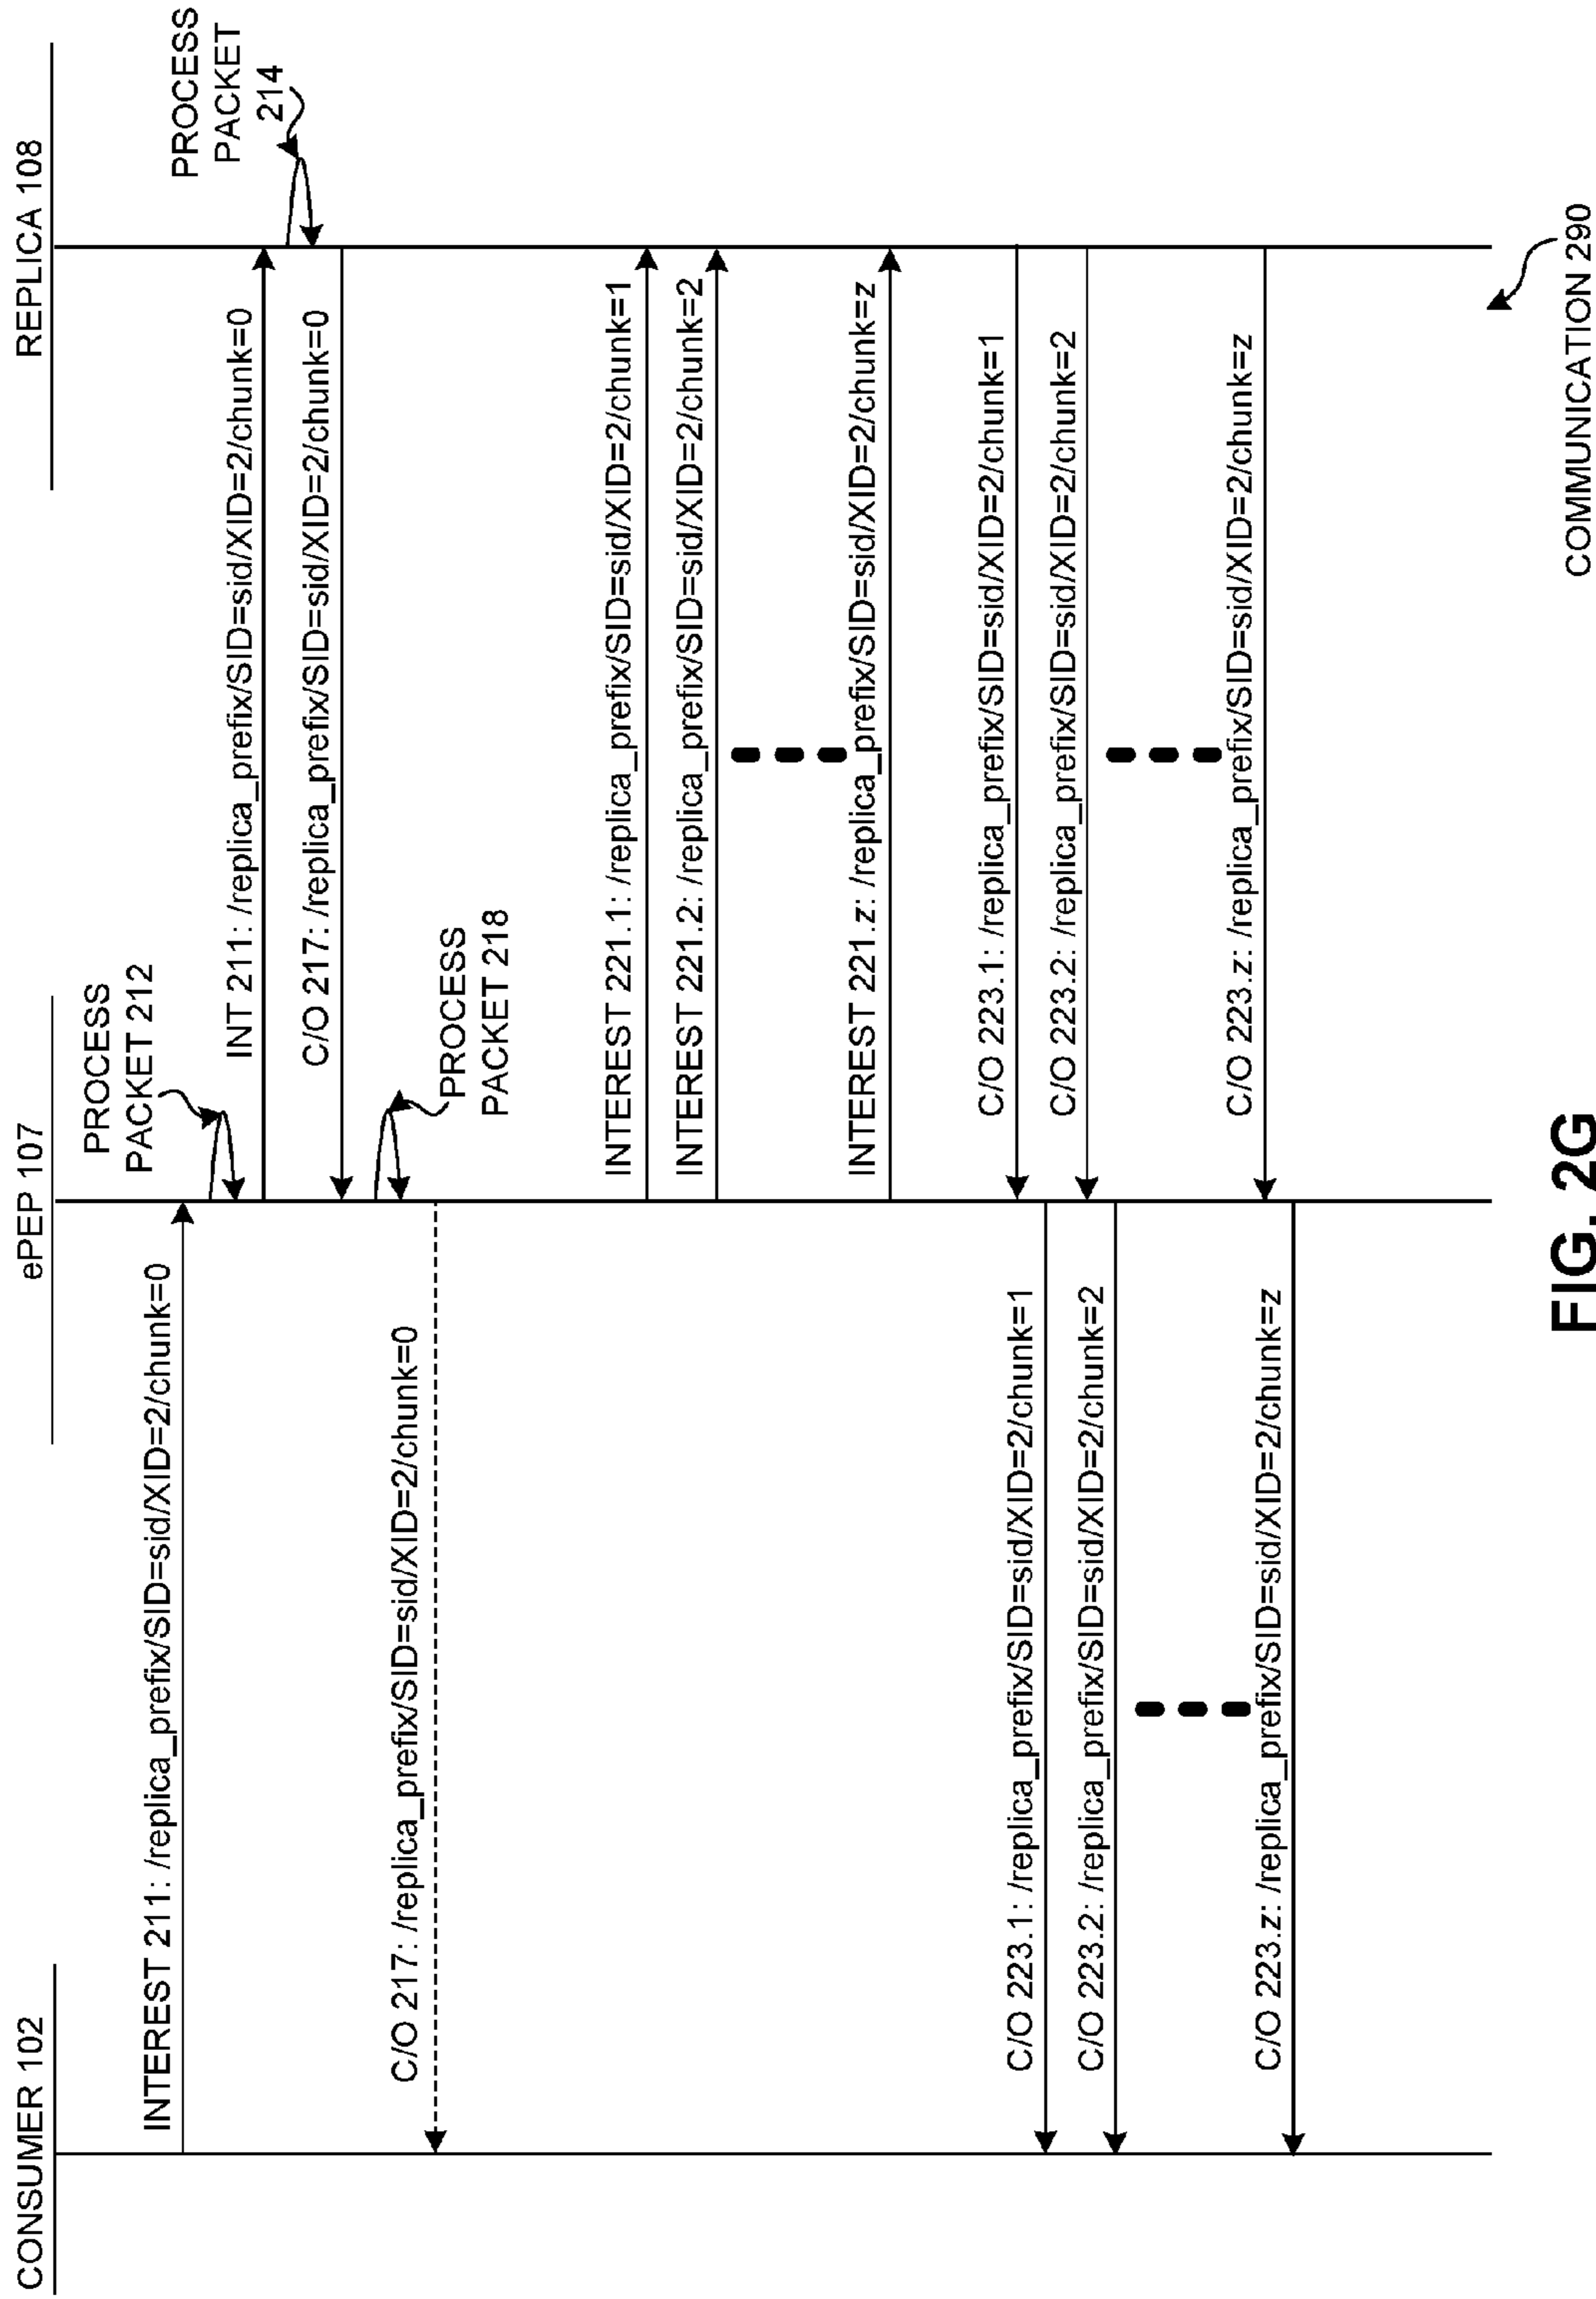 CONSUMER 102
ePEP 107
REPLICA 108
INTEREST 211: /replica_prefix/SID=sid/XID=2/chunk=0
PROCESS
PACKET 212
INT 211: /replica_prefix/SID=sid/XID=2/chunk=0
PROCESS
PACKET
214
C/O 217: /replica_prefix/SID=sid/XID=2/chunk=0
PROCESS
PACKET 218
C/O 217: /replica_prefix/SID=sid/XID=2/chunk=0
INTEREST 221.1: /replica_prefix/SID=sid/XID=2/chunk=1
INTEREST 221.2: /replica_prefix/SID=sid/XID=2/chunk=2
INTEREST 221.z: /replica_prefix/SID=sid/XID=2/chunk=z
C/O 223.1: /replica_prefix/SID=sid/XID=2/chunk=1
C/O 223.1: /replica_prefix/SID=sid/XID=2/chunk=1
C/O 223.2: /replica_prefix/SID=sid/XID=2/chunk=2
C/O 223.2: /replica_prefix/SID=sid/XID=2/chunk=2
C/O 223.z: /replica_prefix/SID=sid/XID=2/chunk=z
C/O 223.z: /replica_prefix/SID=sid/XID=2/chunk=z
COMMUNICATION 290
FIG. 2G